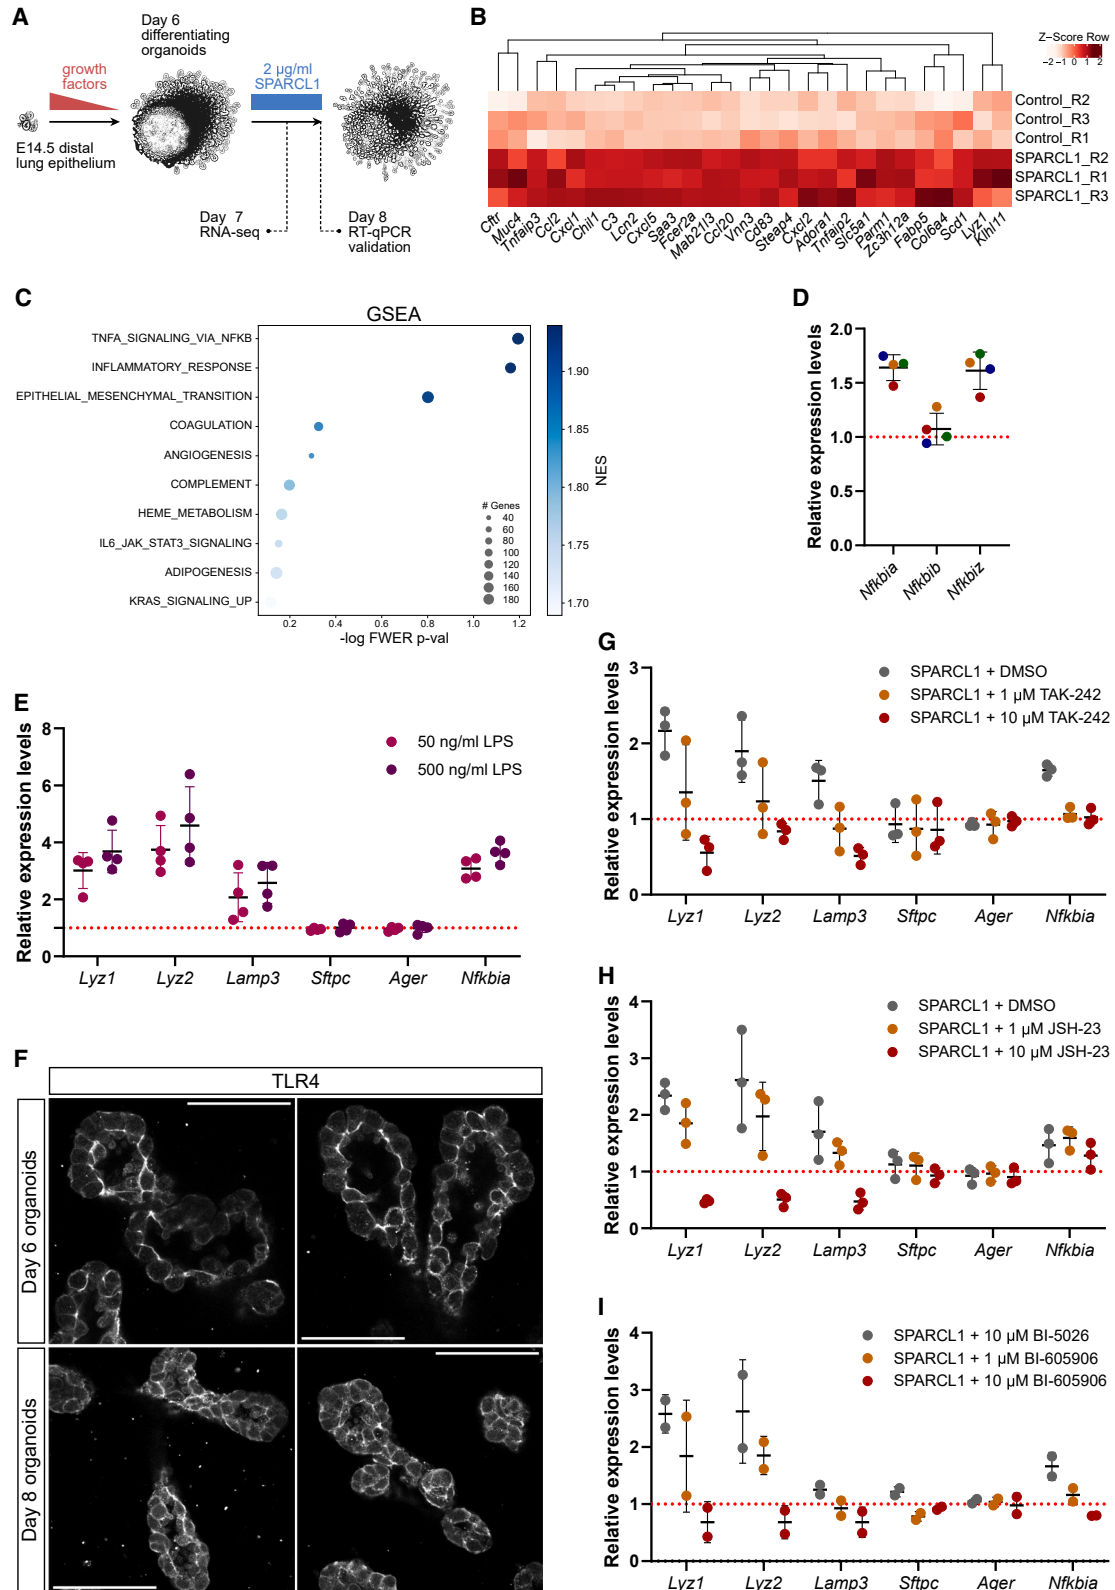 A
Day 6
differentiating
organoids
growth
factors
2 µg/ml
SPARCL1
E14.5 distal
lung epithelium
Day 7
RNA-seq
Day 8
RT-qPCR
validation
B
Z-Score Row
−2 −1 0 1 2
Control_R2
Control_R3
Control_R1
SPARCL1_R2
SPARCL1_R1
SPARCL1_R3
Cftr Muc4 Tnfaip3 Ccl2 Cxcl1 Chil1 C3 Lcn2 Cxcl5 Saa3 Fcer2a Mab21l3 Ccl20 Vnn3 Cd83 Steap4 Cxcl2 Adora1 Tnfaip2 Slc5a1 Parm1 Zc3h12a Fabp5 Col6a4 Scd1 Lyz1 Klhl11
C
GSEA
TNFA_SIGNALING_VIA_NFKB
INFLAMMATORY_RESPONSE
EPITHELIAL_MESENCHYMAL_TRANSITION
COAGULATION
ANGIOGENESIS
COMPLEMENT
HEME_METABOLISM
IL6_JAK_STAT3_SIGNALING
ADIPOGENESIS
KRAS_SIGNALING_UP
# Genes
40
60
80
100
120
140
160
180
0.2 0.4 0.6 0.8 1.0 1.2
-log FWER p-val
1.90
1.85
1.80
1.75
1.70
NES
D
Relative expression levels
2.0
1.5
1.0
0.5
0.0
Nfkbia Nfkbib Nfkbiz
E
Relative expression levels
8
6
4
2
0
50 ng/ml LPS
500 ng/ml LPS
Lyz1 Lyz2 Lamp3 Sftpc Ager Nfkbia
F
TLR4
Day 6 organoids
Day 8 organoids
G
Relative expression levels
3
2
1
0
SPARCL1 + DMSO
SPARCL1 + 1 µM TAK-242
SPARCL1 + 10 µM TAK-242
Lyz1 Lyz2 Lamp3 Sftpc Ager Nfkbia
H
Relative expression levels
4
3
2
1
0
SPARCL1 + DMSO
SPARCL1 + 1 µM JSH-23
SPARCL1 + 10 µM JSH-23
Lyz1 Lyz2 Lamp3 Sftpc Ager Nfkbia
I
Relative expression levels
4
3
2
1
0
SPARCL1 + 10 µM BI-5026
SPARCL1 + 1 µM BI-605906
SPARCL1 + 10 µM BI-605906
Lyz1 Lyz2 Lamp3 Sftpc Ager Nfkbia